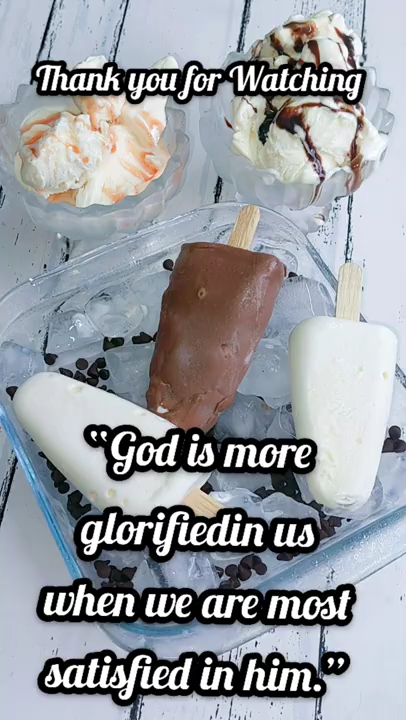 Thank you for Watching
“God is more
glorifiedin us
when we are most
satisfied in him.”